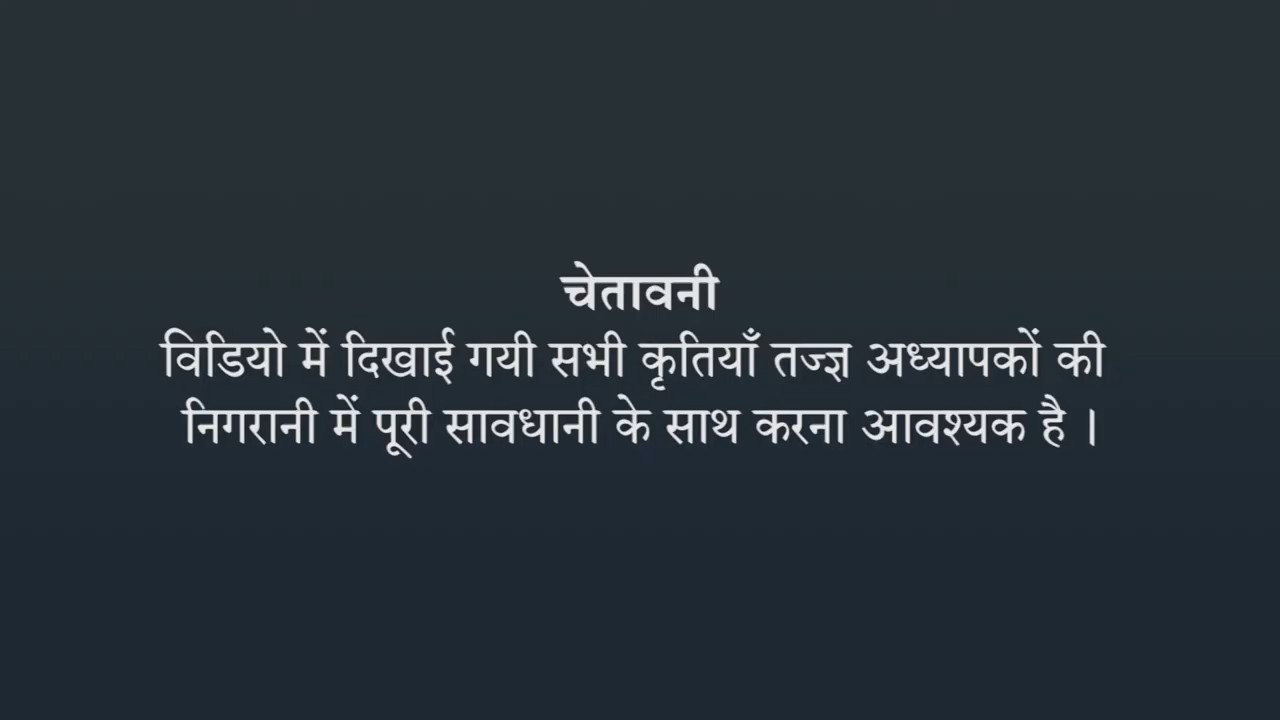 चेतावनी
विडियो में दिखाई गयी सभी कृतियाँ तज्ज्ञ अध्यापकों की
निगरानी में पूरी सावधानी के साथ करना आवश्यक है ।